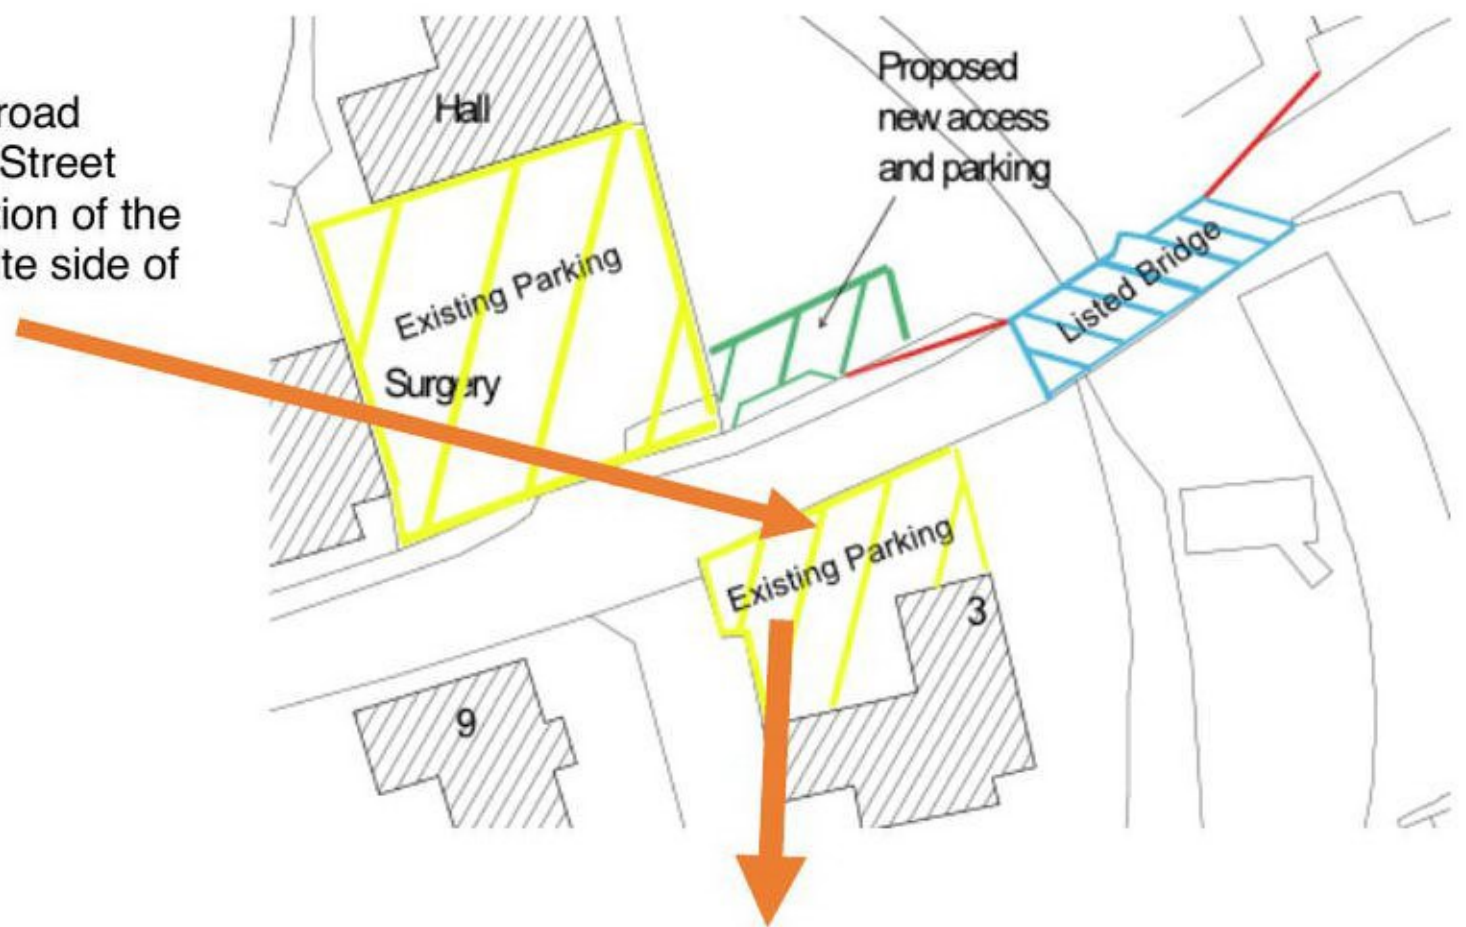 road
Street
tion of the
te side of
Hall
Proposed
new access
and parking
Existing Parking
Surgery
Listed Bridge
Existing Parking
3
9